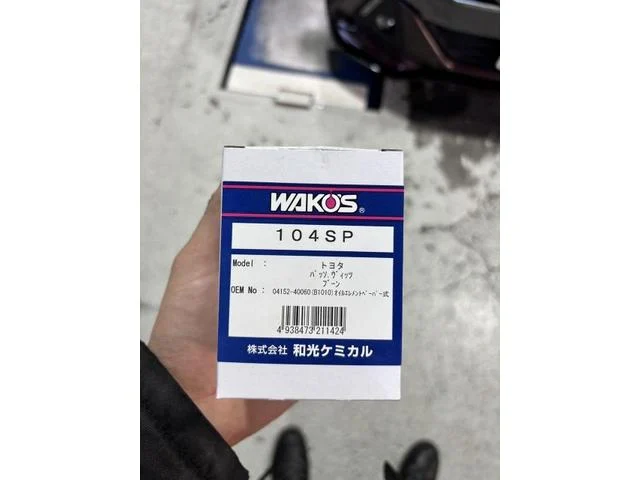 WAKO'S®
104SP
Model : トヨタ
パッソ,ヴィッツ
ブーン
OEM No : 04152-40060(B1010)オイルエレメントペーパー式
4 938473 211424
株式会社 和光ケミカル